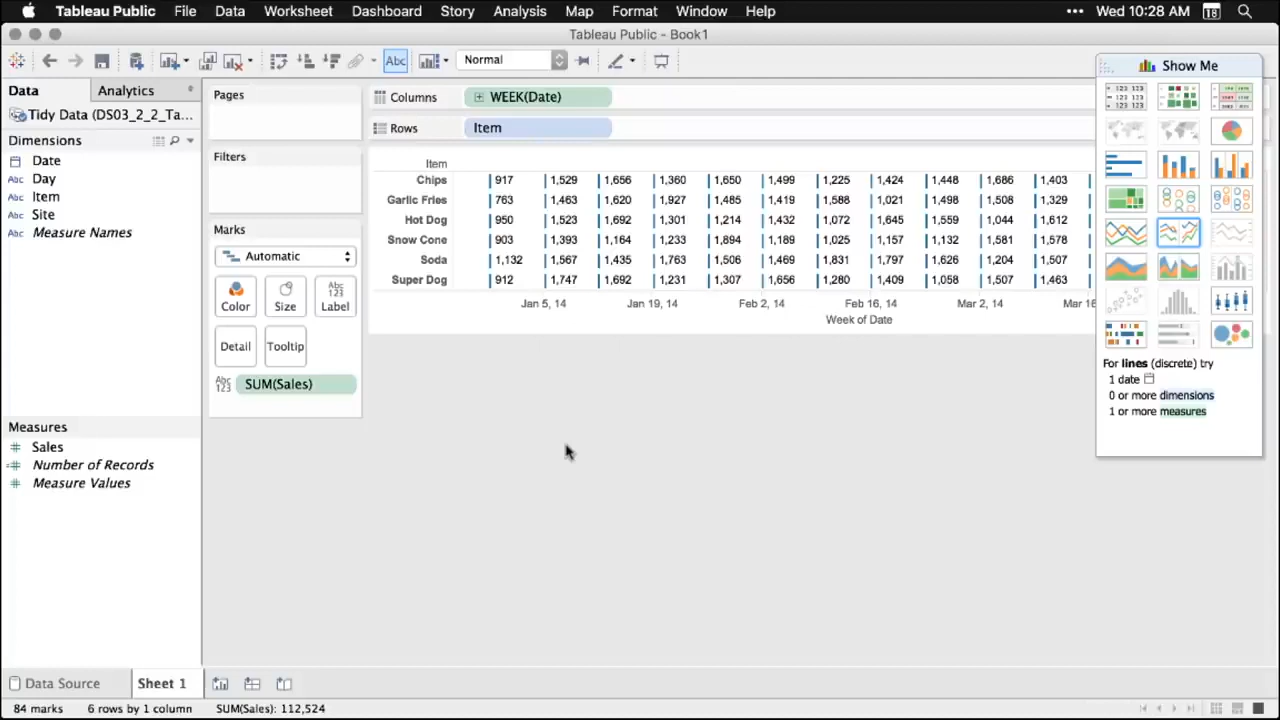 Tableau Public File Data Worksheet Dashboard Story Analysis Map Format Window Help ••• Wed 10:28 AM 18
Tableau Public - Book1
Abc Normal
Data Analytics
Tidy Data (DS03_2_2_Ta...
Dimensions
Date
Abc Day
Abc Item
Abc Site
Abc Measure Names
Measures
Sales
Number of Records
Measure Values
Pages
Filters
Marks
Automatic
Color Size Abc 123 Label
Detail Tooltip
Abc 123 SUM(Sales)
Columns WEEK(Date)
Rows Item
Item
Chips 917 1,529 1,656 1,360 1,650 1,499 1,225 1,424 1,448 1,686 1,403
Garlic Fries 763 1,463 1,620 1,927 1,485 1,419 1,588 1,021 1,498 1,508 1,329
Hot Dog 950 1,523 1,692 1,301 1,214 1,432 1,072 1,645 1,559 1,044 1,612
Snow Cone 903 1,393 1,164 1,233 1,894 1,189 1,025 1,157 1,132 1,581 1,578
Soda 1,132 1,567 1,435 1,763 1,506 1,469 1,831 1,797 1,626 1,204 1,507
Super Dog 912 1,747 1,692 1,231 1,307 1,656 1,280 1,409 1,058 1,507 1,463
Jan 5, 14 Jan 19, 14 Feb 2, 14 Feb 16, 14 Mar 2, 14 Mar 16
Week of Date
Show Me
For lines (discrete) try
1 date
0 or more dimensions
1 or more measures
Data Source Sheet 1
84 marks 6 rows by 1 column SUM(Sales): 112,524